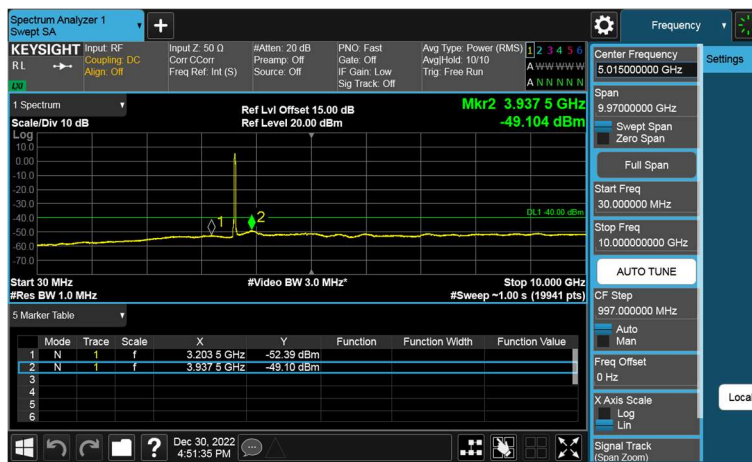 Spectrum Analyzer 1
Swept SA
Frequency
KEYSIGHT
RL
LXI
Input: RF
Coupling: DC
Align: Off
Input Z: 50 Ω
Corr CCorr
Freq Ref: Int (S)
#Atten: 20 dB
Preamp: Off
Source: Off
PNO: Fast
Gate: Off
IF Gain: Low
Sig Track: Off
Avg Type: Power (RMS)
Avg|Hold: 10/10
Trig: Free Run
1 2 3 4 5 6
A W W W W W
A N N N N N
1 Spectrum
Scale/Div 10 dB
Ref Lvl Offset 15.00 dB
Ref Level 20.00 dBm
Mkr2 3.937 5 GHz
-49.104 dBm
Log
10.0
0.00
-10.0
-20.0
-30.0
-40.0
-50.0
-60.0
-70.0
1
2
DL1 -40.00 dBm
Start 30 MHz
#Video BW 3.0 MHz*
Stop 10.000 GHz
#Res BW 1.0 MHz
#Sweep ~1.00 s (19941 pts)
5 Marker Table
Mode Trace Scale X Y Function Function Width Function Value
1 N 1 f 3.203 5 GHz -52.39 dBm
2 N 1 f 3.937 5 GHz -49.10 dBm
3
4
5
6
?
Dec 30, 2022
4:51:35 PM
Center Frequency
5.015000000 GHz
Settings
Span
9.97000000 GHz
Swept Span
Zero Span
Full Span
Start Freq
30.000000 MHz
Stop Freq
10.000000000 GHz
AUTO TUNE
CF Step
997.000000 MHz
Auto
Man
Freq Offset
0 Hz
X Axis Scale
Log
Lin
Local
Signal Track
(Span Zoom)